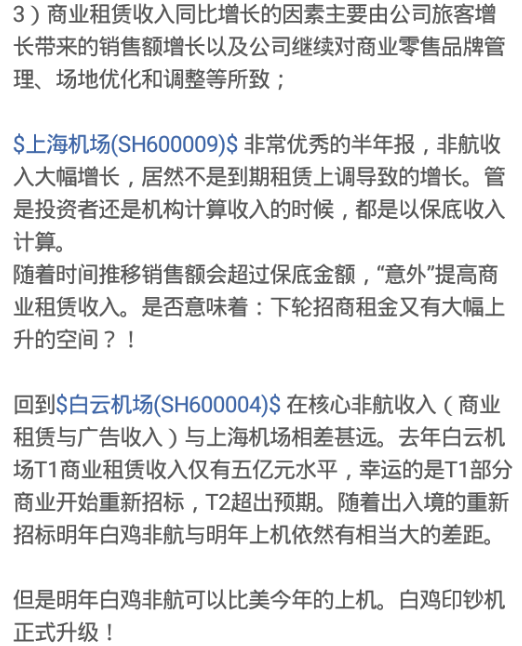 3）商业租赁收入同比增长的因素主要由公司旅客增
长带来的销售额增长以及公司继续对商业零售品牌管
理、场地优化和调整等所致；
$上海机场(SH600009)$ 非常优秀的半年报，非航收
入大幅增长，居然不是到期租赁上调导致的增长。管
是投资者还是机构计算收入的时候，都是以保底收入
计算。
随着时间推移销售额会超过保底金额，“意外”提高商
业租赁收入。是否意味着：下轮招商租金又有大幅上
升的空间？！
回到$白云机场(SH600004)$ 在核心非航收入（商业
租赁与广告收入）与上海机场相差甚远。去年白云机
场T1商业租赁收入仅有五亿元水平，幸运的是T1部分
商业开始重新招标，T2超出预期。随着出入境的重新
招标明年白鸡非航与明年上机依然有相当大的差距。
但是明年白鸡非航可以比美今年的上机。白鸡印钞机
正式升级！